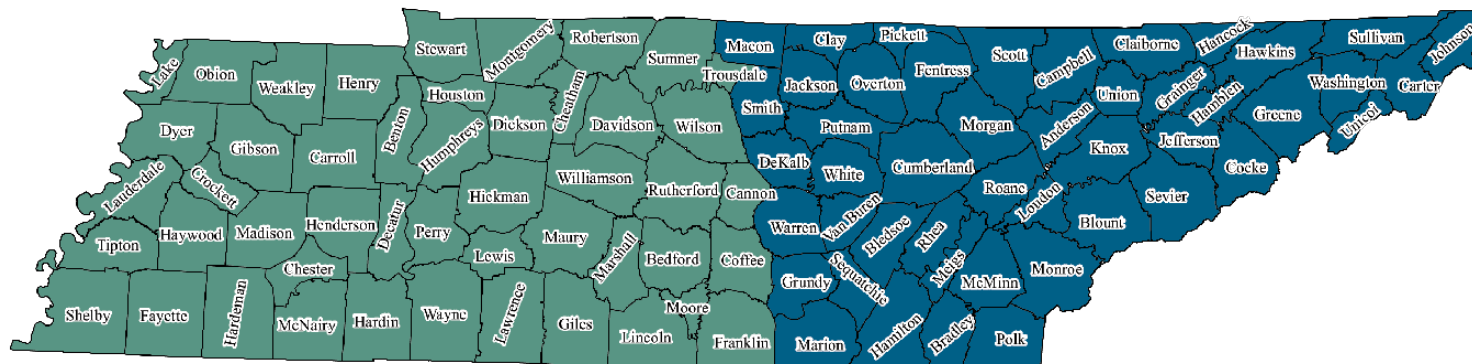 Lake
Obion
Weakley
Henry
Stewart
Montgomery
Robertson
Sumner
Macon
Clay
Pickett
Scott
Campbell
Claiborne
Hancock
Hawkins
Sullivan
Johnson
Houston
Cheatham
Trousdale
Jackson
Overton
Fentress
Union
Grainger
Hamblen
Washington
Carter
Dyer
Gibson
Carroll
Benton
Humphreys
Dickson
Davidson
Wilson
Smith
Putnam
Morgan
Anderson
Knox
Jefferson
Greene
Unicoi
Lauderdale
Crockett
Hickman
Williamson
Rutherford
Cannon
DeKalb
White
Cumberland
Roane
Loudon
Blount
Sevier
Cocke
Tipton
Haywood
Madison
Henderson
Decatur
Perry
Lewis
Maury
Marshall
Bedford
Coffee
Warren
Van Buren
Bledsoe
Rhea
Meigs
McMinn
Monroe
Shelby
Fayette
Hardeman
Chester
McNairy
Hardin
Wayne
Lawrence
Giles
Lincoln
Moore
Franklin
Grundy
Sequatchie
Marion
Hamilton
Bradley
Polk